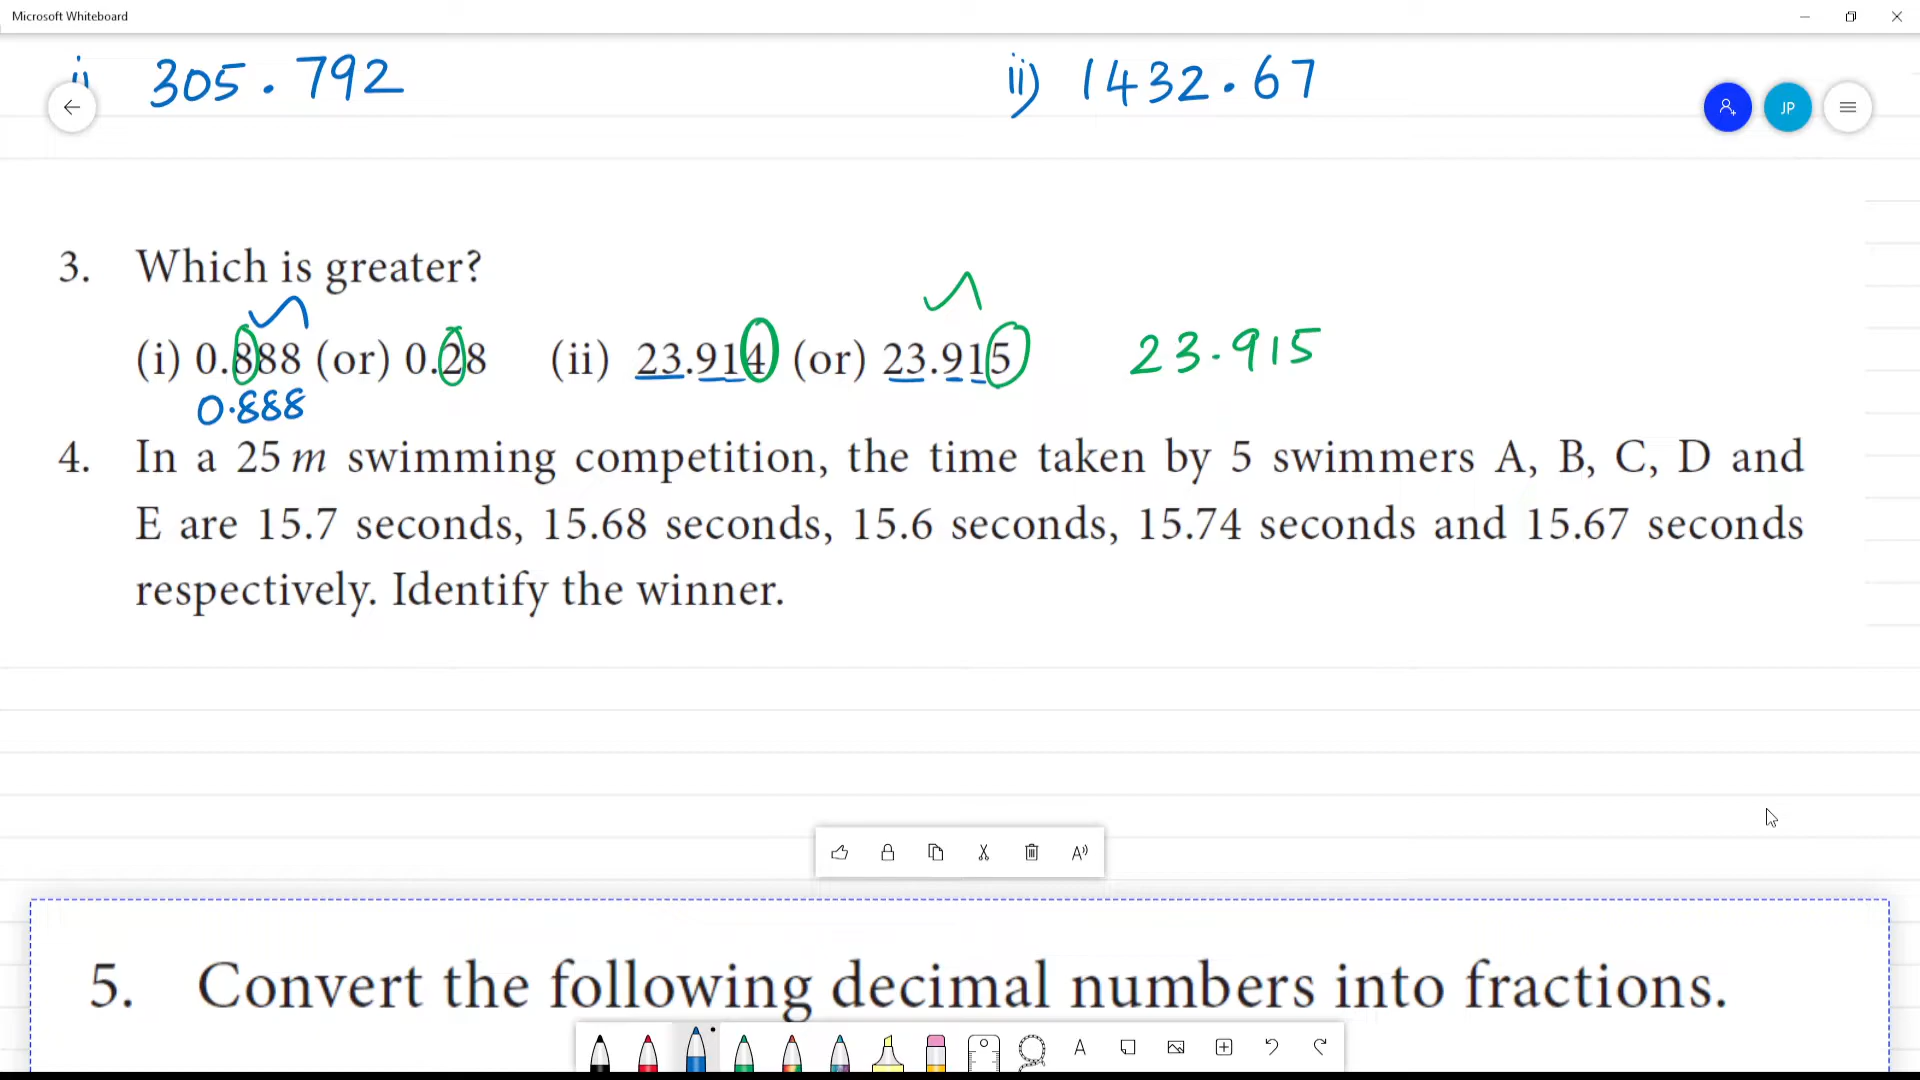 Microsoft Whiteboard
305.792 ii) 1432.67
JP
3. Which is greater?
(i) 0.888 (or) 0.28 (ii) 23.914 (or) 23.915 23.915
0.888
4. In a 25 m swimming competition, the time taken by 5 swimmers A, B, C, D and
E are 15.7 seconds, 15.68 seconds, 15.6 seconds, 15.74 seconds and 15.67 seconds
respectively. Identify the winner.
5. Convert the following decimal numbers into fractions.